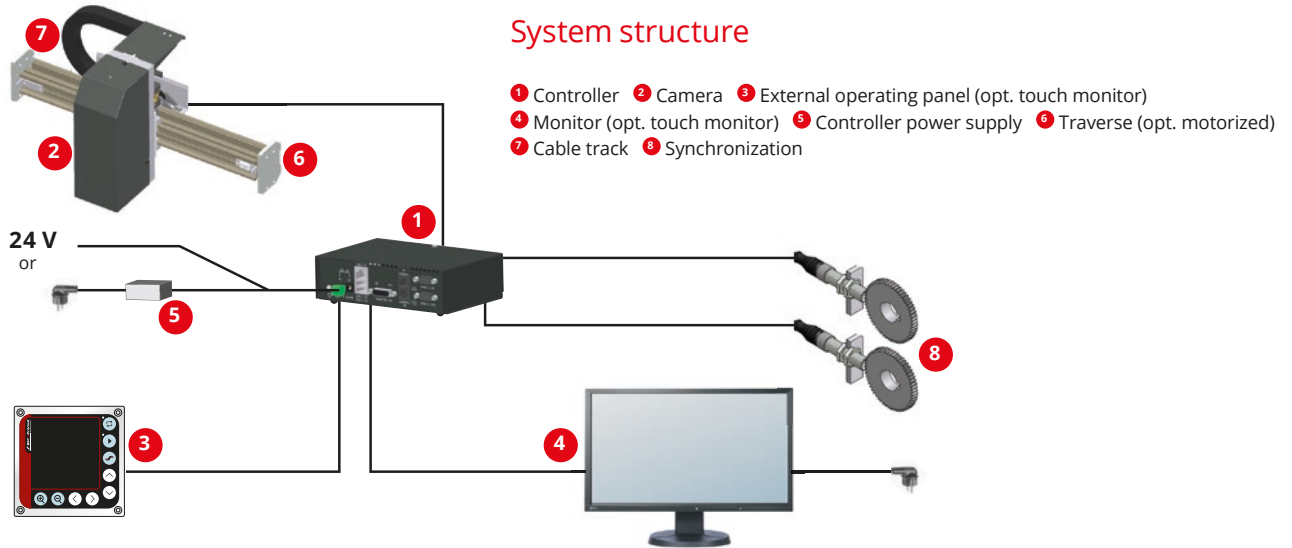 System structure
1 Controller 2 Camera 3 External operating panel (opt. touch monitor)
4 Monitor (opt. touch monitor) 5 Controller power supply 6 Traverse (opt. motorized)
7 Cable track 8 Synchronization
7
2
6
1
24 V
or
5
8
3
4